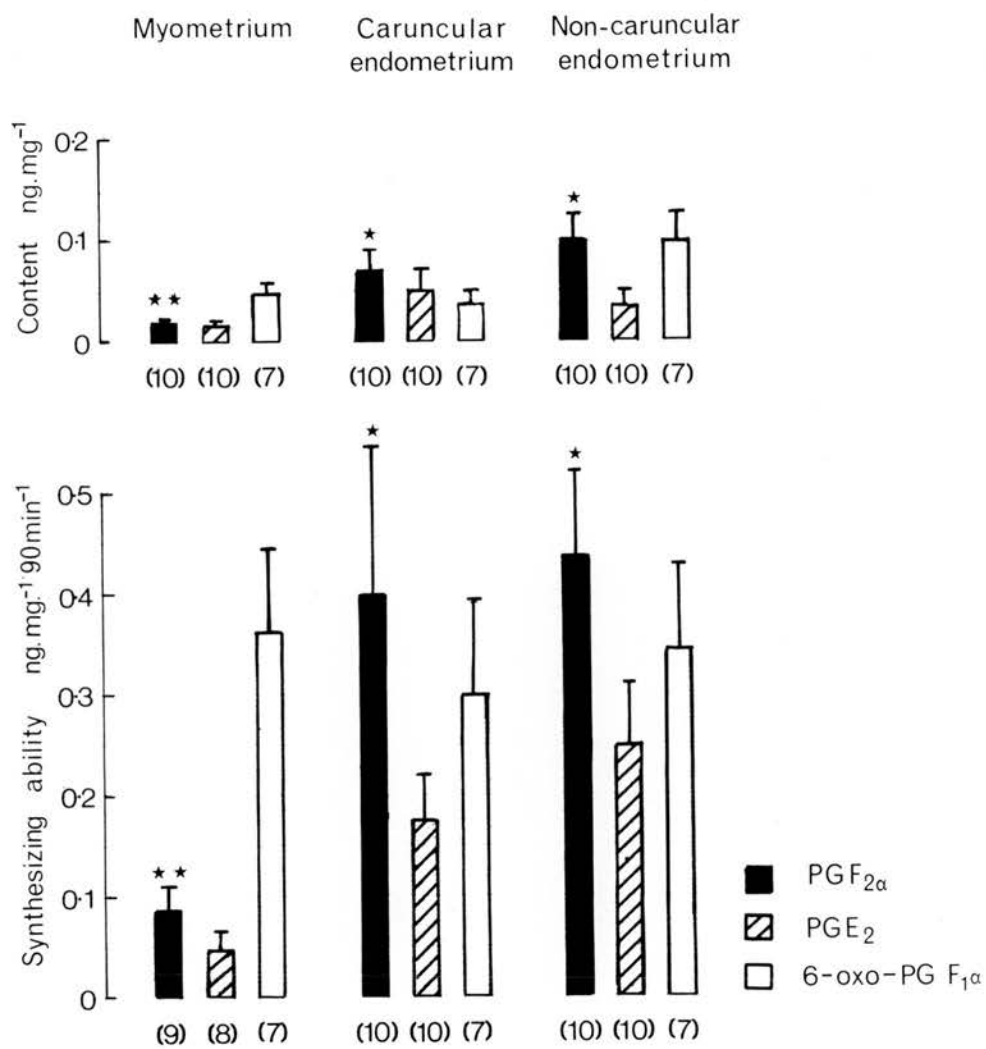 Myometrium
Caruncular
endometrium
Non-caruncular
endometrium
Content ng.mg⁻¹
0·2
0·1
0
★★
★
★
(10) (10) (7)
(10) (10) (7)
(10) (10) (7)
Synthesizing ability ng.mg⁻¹·90min⁻¹
0·5
0·4
0·3
0·2
0·1
0
★★
★
★
(9) (8) (7)
(10) (10) (7)
(10) (10) (7)
PGF₂α
PGE₂
6-oxo-PG F₁α